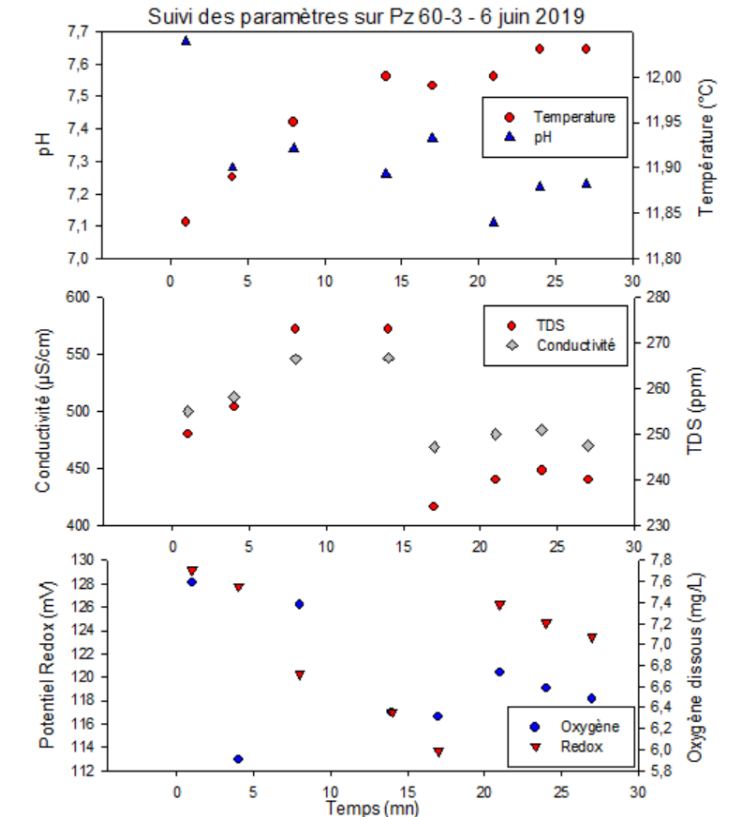 Suivi des paramètres sur Pz 60-3 - 6 juin 2019
7,7
7,6
7,5
7,4
7,3
7,2
7,1
7,0
pH
12,00
11,95
11,90
11,85
11,80
Température (°C)
Temperature
pH
0 5 10 15 20 25 30
600
550
500
450
400
Conductivité (µS/cm)
280
270
260
250
240
230
TDS (ppm)
TDS
Conductivité
0 5 10 15 20 25 30
130
128
126
124
122
120
118
116
114
112
Potentiel Redox (mV)
7,8
7,6
7,4
7,2
7,0
6,8
6,6
6,4
6,2
6,0
5,8
Oxygène dissous (mg/L)
Oxygène
Redox
0 5 10 15 20 25 30
Temps (mn)